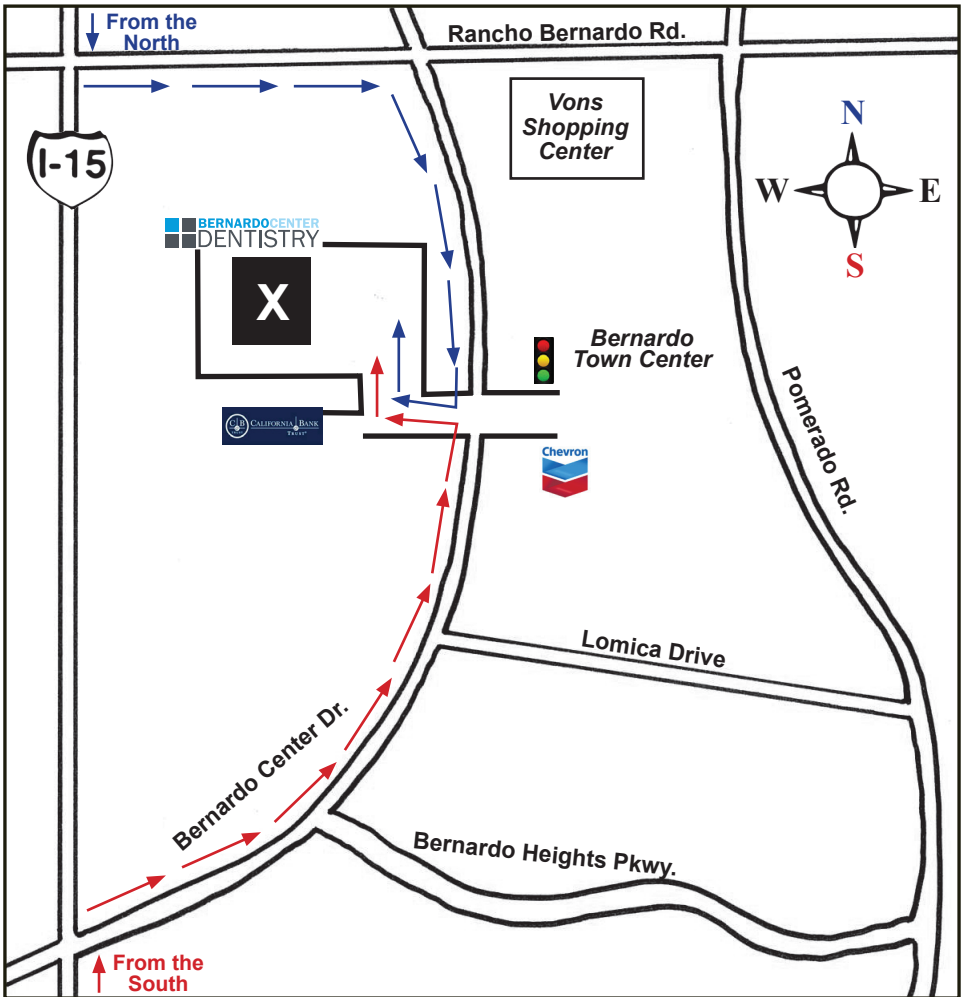 From the
North
Rancho Bernardo Rd.
Vons
Shopping
Center
N
W
E
S
I-15
BERNARDOCENTER
DENTISTRY
X
Bernardo
Town Center
CALIFORNIA BANK
TRUST
Chevron
Pomerado Rd.
Lomica Drive
Bernardo Center Dr.
Bernardo Heights Pkwy.
From the
South